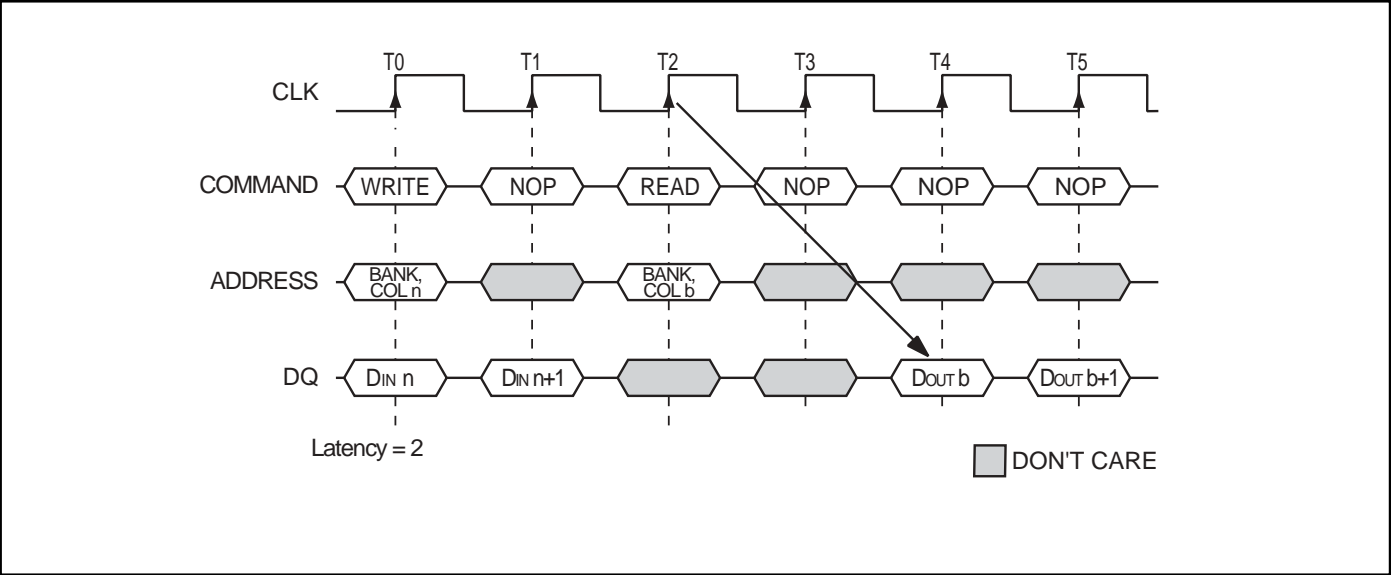 T0 T1 T2 T3 T4 T5
CLK
COMMAND WRITE NOP READ NOP NOP NOP
ADDRESS BANK, COL n BANK, COL b
DQ DIN n DIN n+1 DOUT b DOUT b+1
Latency = 2
DON'T CARE